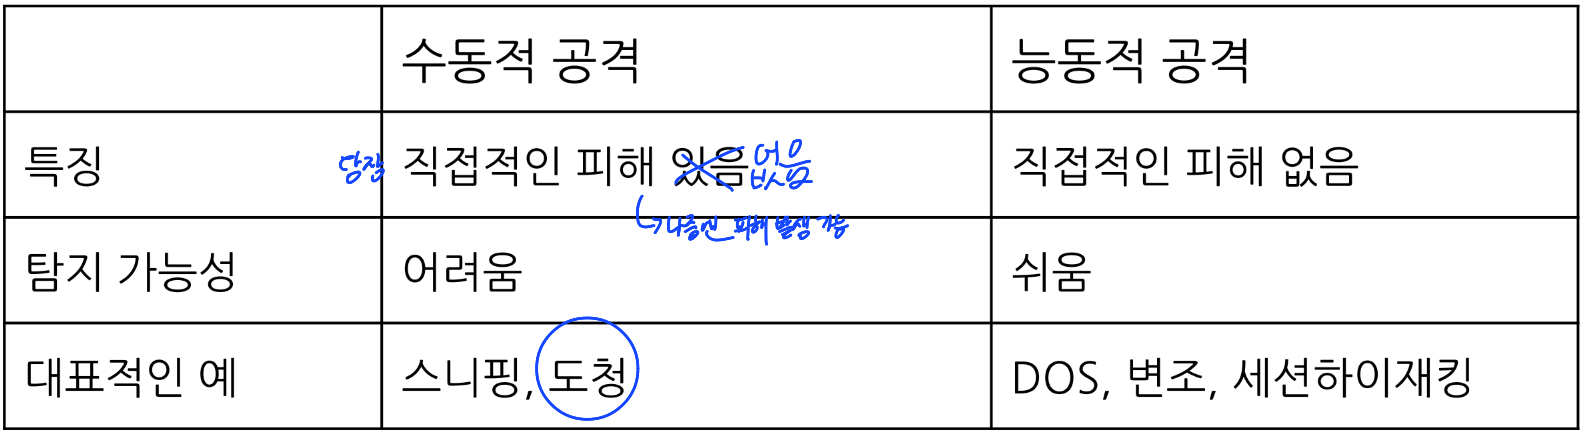 수동적 공격 능동적 공격
특징 당장 직접적인 피해 있음 없음 직접적인 피해 없음
나중엔 피해 발생 가능
탐지 가능성 어려움 쉬움
대표적인 예 스니핑, 도청 DOS, 변조, 세션하이재킹